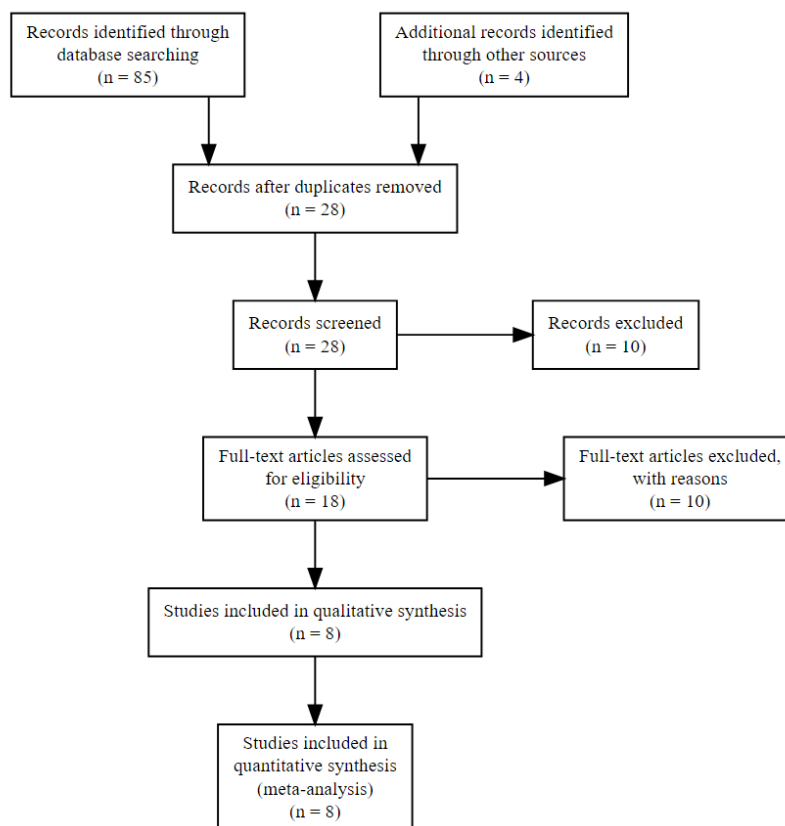 Records identified through
database searching
(n = 85)
Additional records identified
through other sources
(n = 4)
Records after duplicates removed
(n = 28)
Records screened
(n = 28)
Records excluded
(n = 10)
Full-text articles assessed
for eligibility
(n = 18)
Full-text articles excluded,
with reasons
(n = 10)
Studies included in qualitative synthesis
(n = 8)
Studies included in
quantitative synthesis
(meta-analysis)
(n = 8)